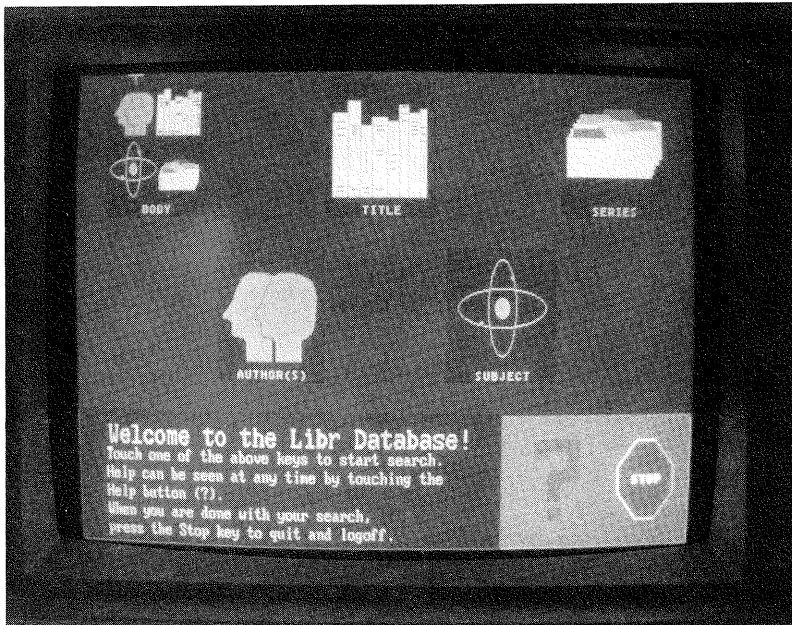 BODY
TITLE
SERIES
AUTHOR(S)
SUBJECT
Welcome to the Libr Database!
Touch one of the above keys to start search.
Help can be seen at any time by touching the
Help button (?).
When you are done with your search,
press the Stop key to quit and logoff.
?
STOP